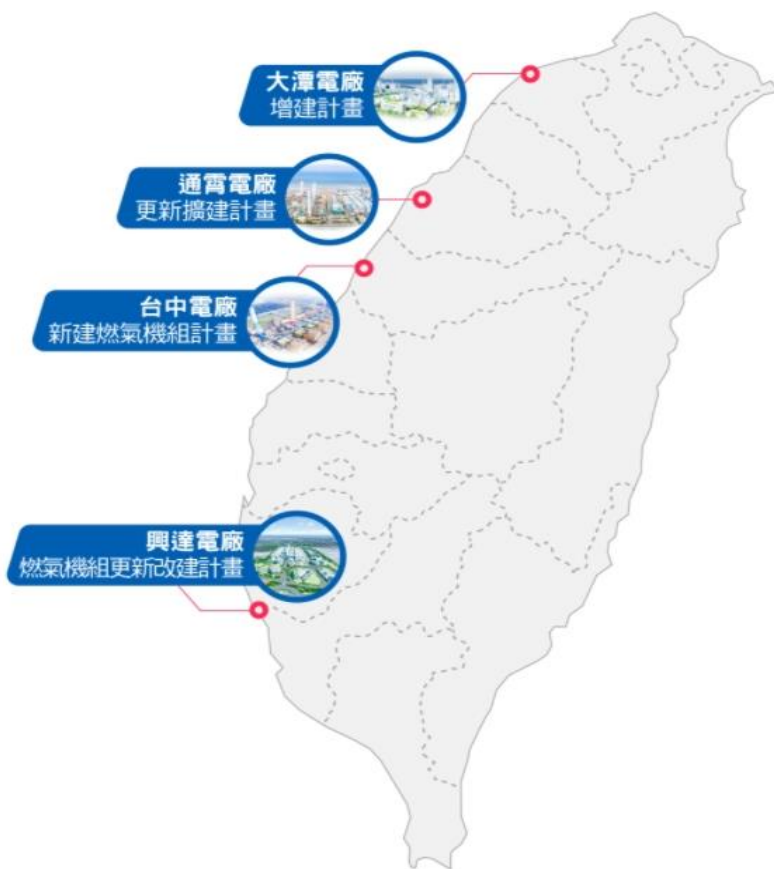 大潭電廠
增建計畫
通霄電廠
更新擴建計畫
台中電廠
新建燃氣機組計畫
興達電廠
燃氣機組更新改建計畫